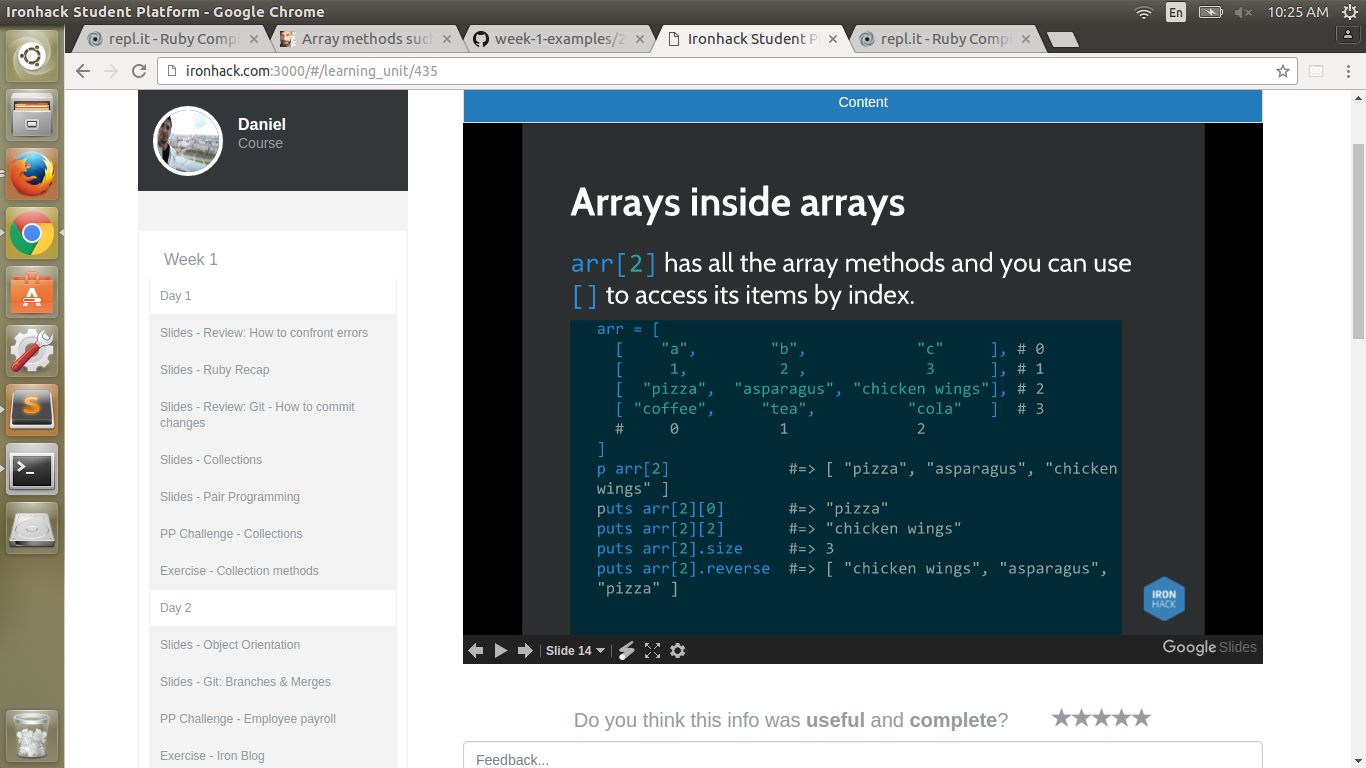 Ironhack Student Platform - Google Chrome
En
10:25 AM
repl.it - Ruby Comp
Array methods suc
week-1-examples/2
Ironhack Student P
repl.it - Ruby Comp
ironhack.com:3000/#/learning_unit/435
Daniel
Course
Week 1
Day 1
Slides - Review: How to confront errors
Slides - Ruby Recap
Slides - Review: Git - How to commit
changes
Slides - Collections
Slides - Pair Programming
PP Challenge - Collections
Exercise - Collection methods
Day 2
Slides - Object Orientation
Slides - Git: Branches & Merges
PP Challenge - Employee payroll
Exercise - Iron Blog
Content
Arrays inside arrays
arr[2] has all the array methods and you can use
[] to access its items by index.
arr = [
[ "a", "b", "c" ], # 0
[ 1, 2 , 3 ], # 1
[ "pizza", "asparagus", "chicken wings"], # 2
[ "coffee", "tea", "cola" ] # 3
# 0 1 2
]
p arr[2] #=> [ "pizza", "asparagus", "chicken
wings" ]
puts arr[2][0] #=> "pizza"
puts arr[2][2] #=> "chicken wings"
puts arr[2].size #=> 3
puts arr[2].reverse #=> [ "chicken wings", "asparagus",
"pizza" ]
IRON
HACK
Slide 14
Google Slides
Do you think this info was useful and complete?
Feedback...